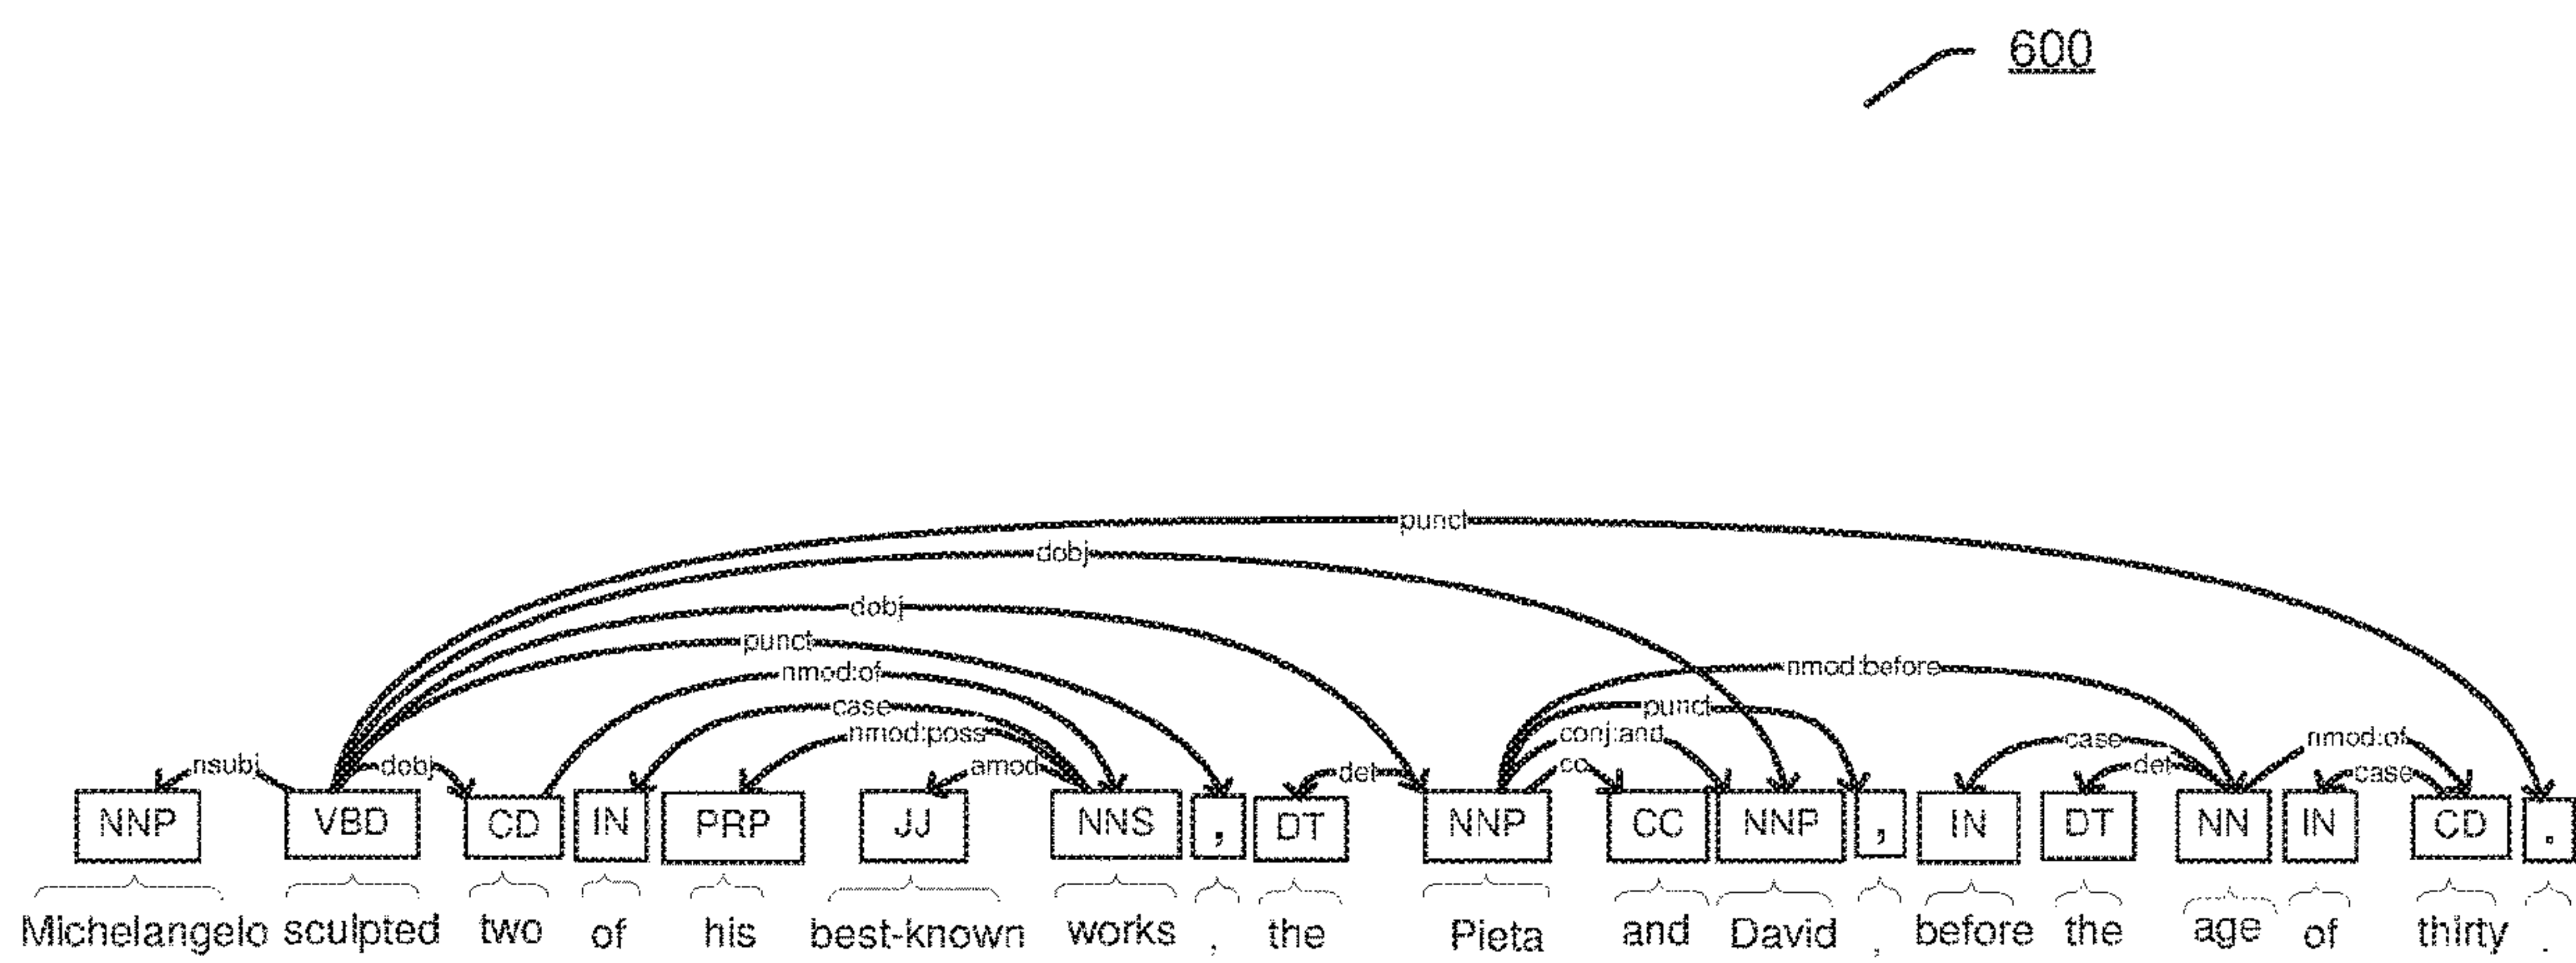 600
punct
dobj
dobj
punct
nmod:of
nmod:before
case
punct
nmod:poss
conj:and
case
nmod:of
nsubj
dobj
amod
det
cc
det
case
NNP VBD CD IN PRP JJ NNS , DT NNP CC NNP , IN DT NN IN CD .
Michelangelo sculpted two of his best-known works , the Pieta and David , before the age of thirty .